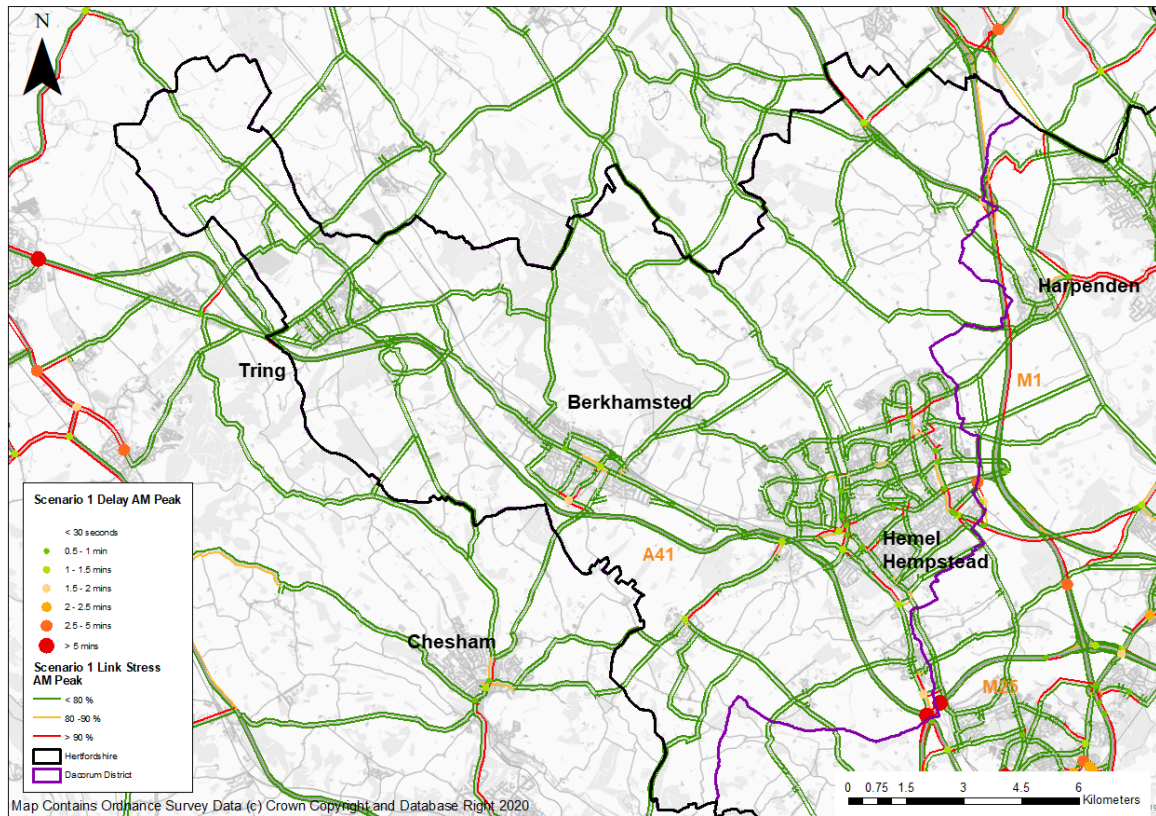 N
Harpenden
Tring
M1
Berkhamsted
Hemel
Hempstead
A41
Chesham
M25
Scenario 1 Delay AM Peak
< 30 seconds
0.5 - 1 min
1 - 1.5 mins
1.5 - 2 mins
2 - 2.5 mins
2.5 - 5 mins
> 5 mins
Scenario 1 Link Stress
AM Peak
< 80 %
80 -90 %
> 90 %
Hertfordshire
Dacorum District
0 0.75 1.5 3 4.5 6
Kilometers
Map Contains Ordnance Survey Data (c) Crown Copyright and Database Right 2020